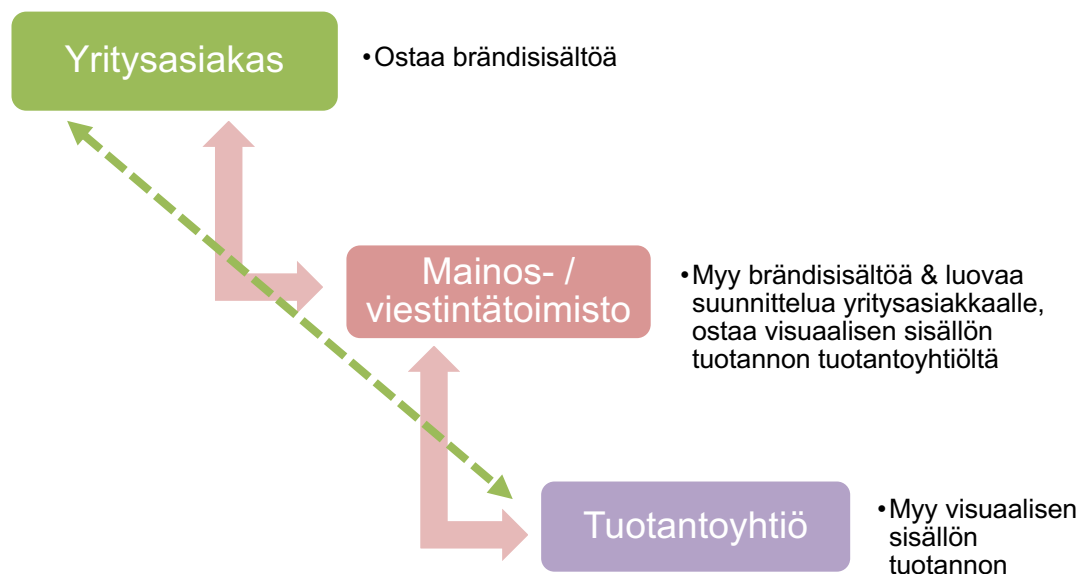 Yritysasiakas
•Ostaa brändisisältöä
Mainos- /
viestintätoimisto
•Myy brändisisältöä & luovaa
suunnittelua yritysasiakkaalle,
ostaa visuaalisen sisällön
tuotannon tuotantoyhtiöltä
Tuotantoyhtiö
•Myy visuaalisen
sisällön
tuotannon